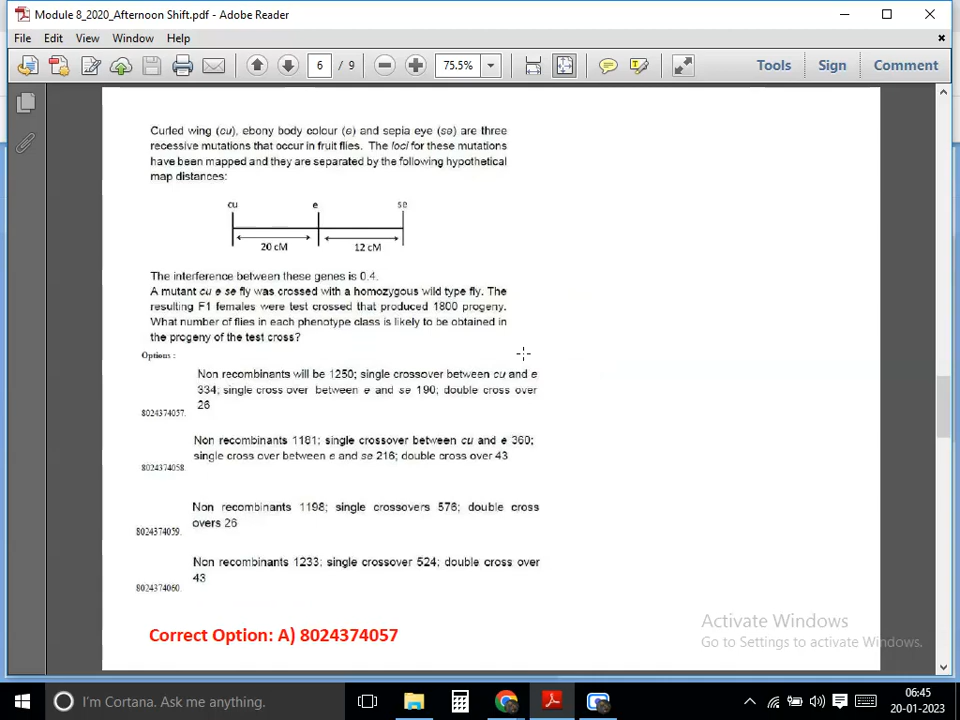 Module 8_2020_Afternoon Shift.pdf - Adobe Reader
File Edit View Window Help
6 / 9 75.5% Tools Sign Comment
Curled wing (cu), ebony body colour (e) and sepia eye (se) are three
recessive mutations that occur in fruit flies. The loci for these mutations
have been mapped and they are separated by the following hypothetical
map distances:
cu e se
20 cM 12 cM
The interference between these genes is 0.4.
A mutant cu e se fly was crossed with a homozygous wild type fly. The
resulting F1 females were test crossed that produced 1800 progeny.
What number of flies in each phenotype class is likely to be obtained in
the progeny of the test cross?
Options :
Non recombinants will be 1250; single crossover between cu and e
334; single cross over between e and se 190; double cross over
26
8024374057.
Non recombinants 1181; single crossover between cu and e 360;
single cross over between e and se 216; double cross over 43
8024374058.
Non recombinants 1198; single crossovers 576; double cross
overs 26
8024374059.
Non recombinants 1233; single crossover 524; double cross over
43
8024374060.
Correct Option: A) 8024374057
Activate Windows
Go to Settings to activate Windows.
I'm Cortana. Ask me anything.
06:45
20-01-2023